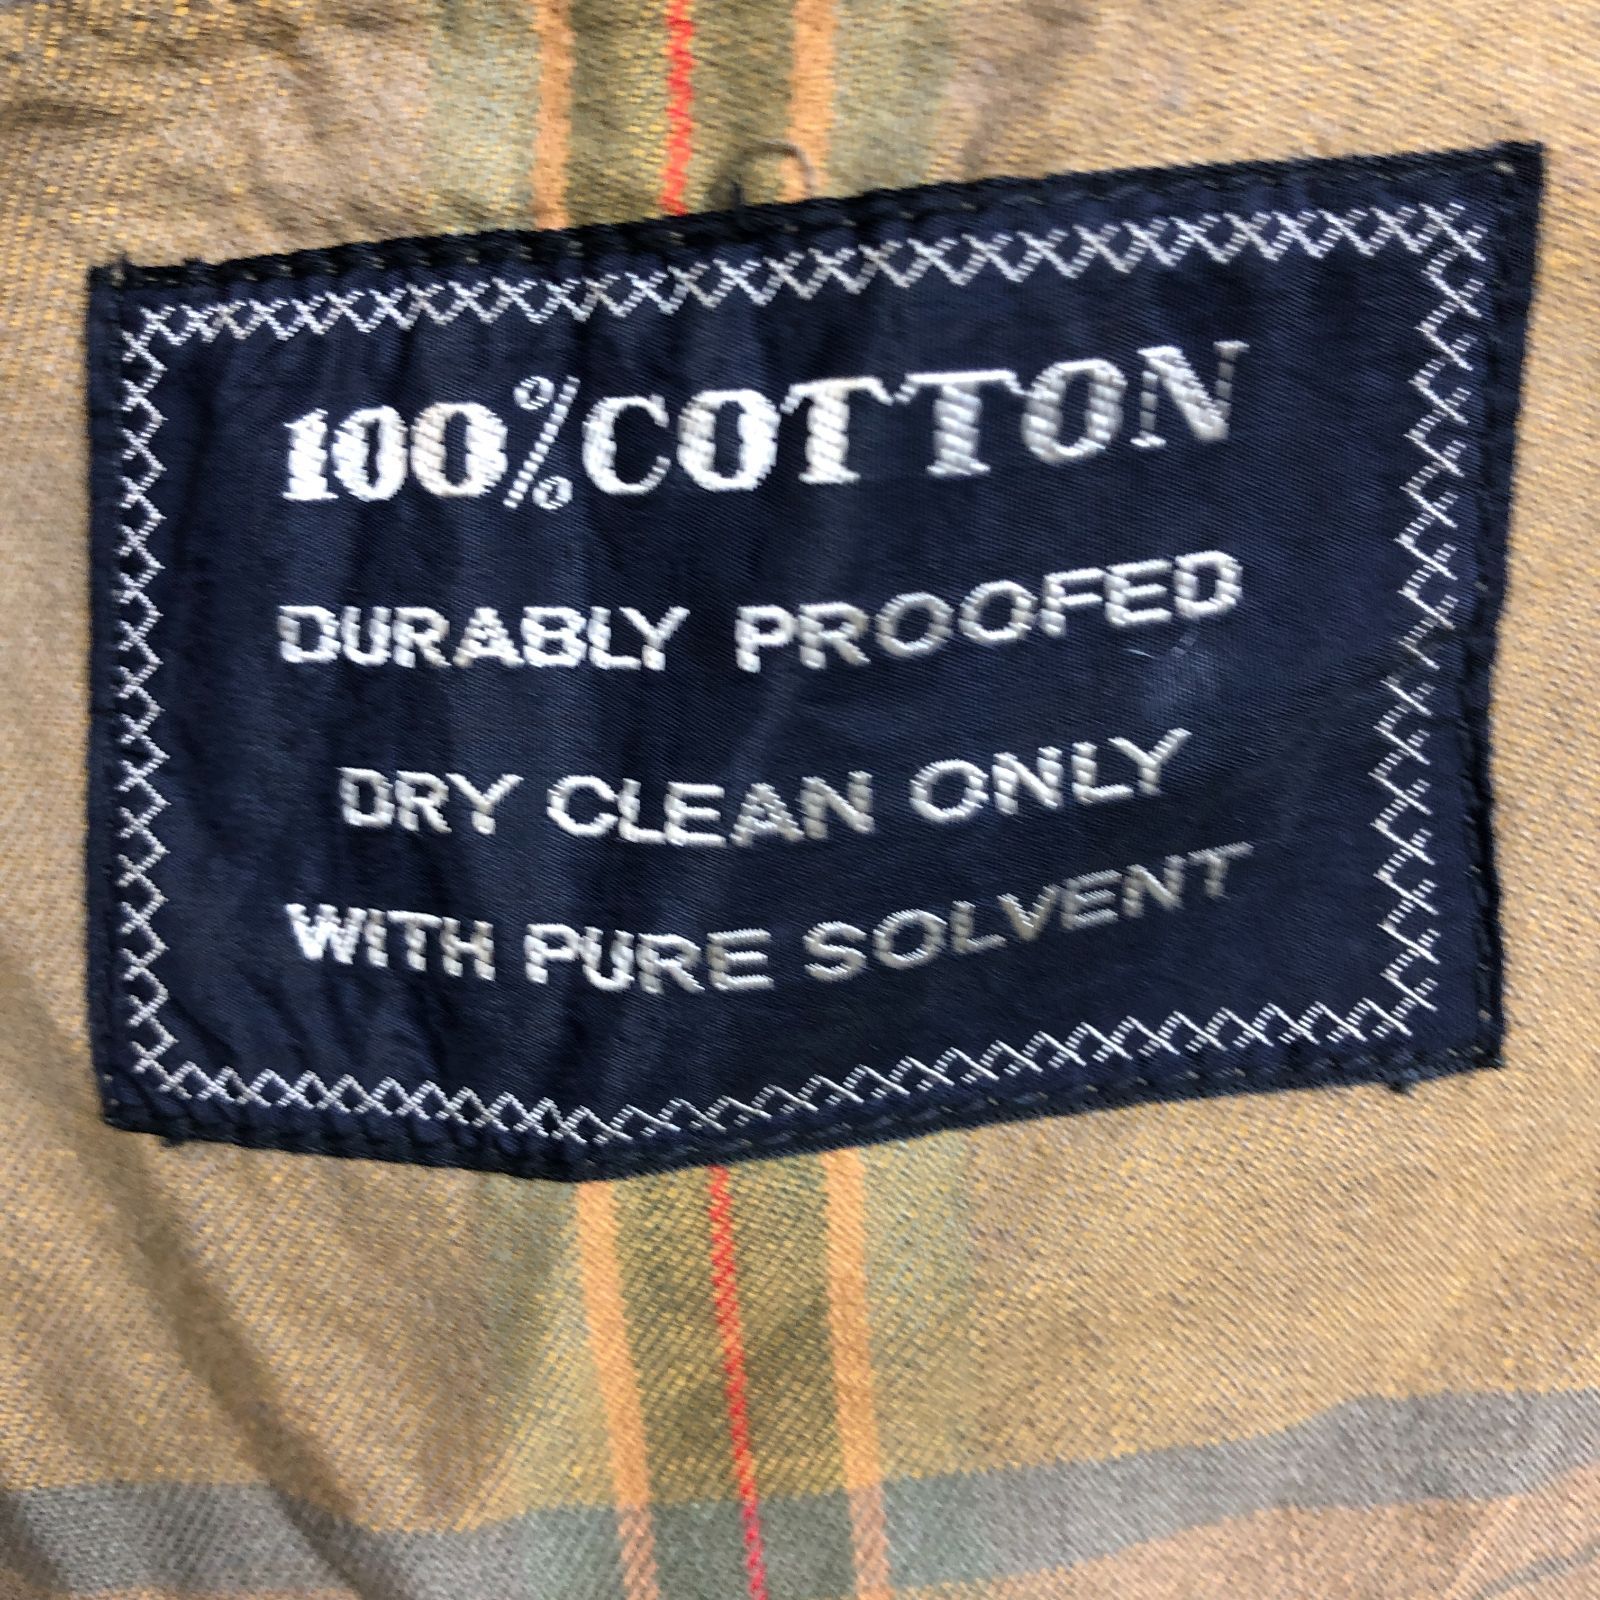 100%COTTON
DURABLY PROOFED
DRY CLEAN ONLY
WITH PURE SOLVENT